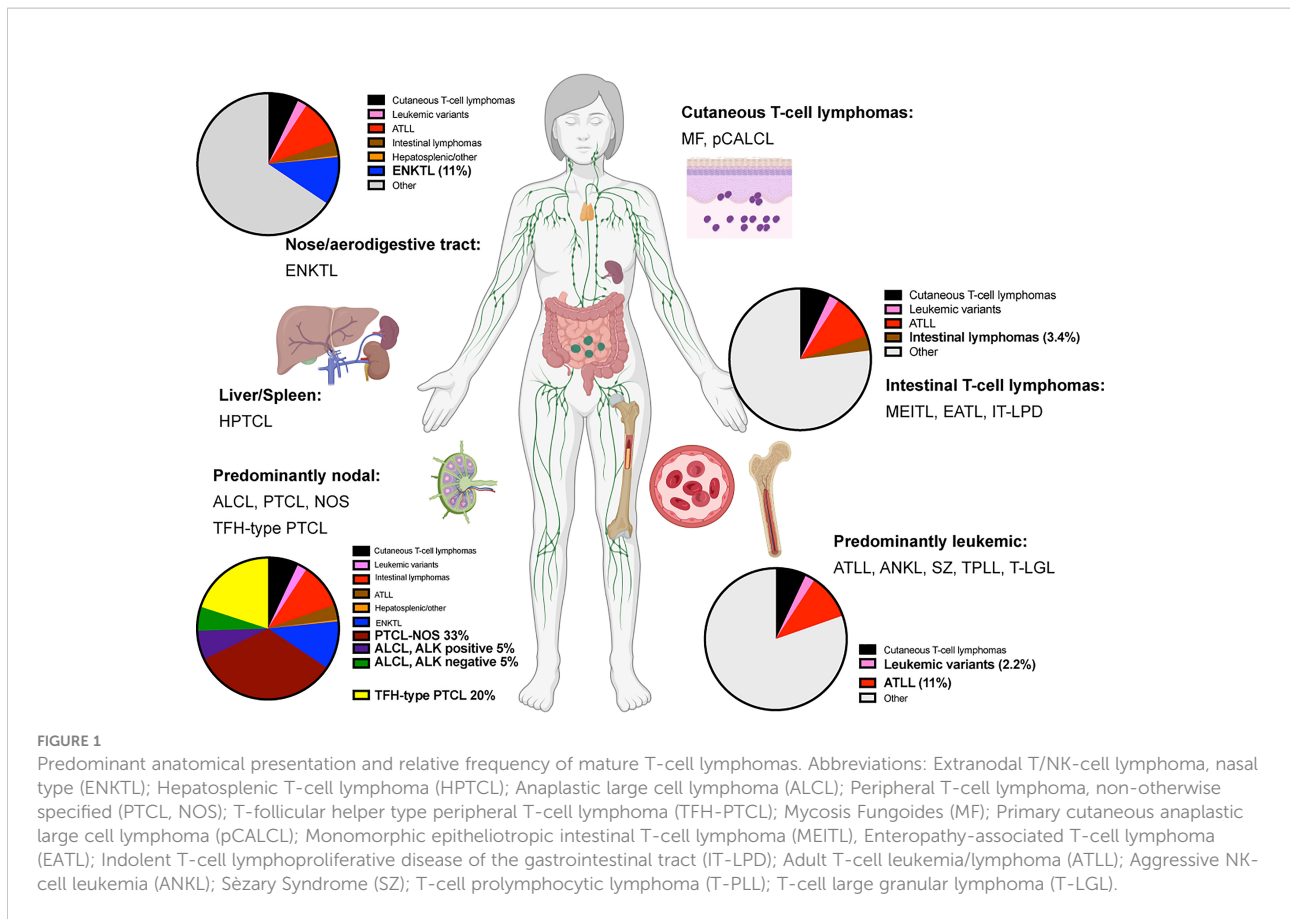 Cutaneous T-cell lymphomas
Leukemic variants
ATLL
Intestinal lymphomas
Hepatosplenic/other
ENKTL (11%)
Other
Nose/aerodigestive tract:
ENKTL
Cutaneous T-cell lymphomas:
MF, pCALCL
Cutaneous T-cell lymphomas
Leukemic variants
ATLL
Intestinal lymphomas (3.4%)
Other
Intestinal T-cell lymphomas:
MEITL, EATL, IT-LPD
Liver/Spleen:
HPTCL
Predominantly nodal:
ALCL, PTCL, NOS
TFH-type PTCL
Cutaneous T-cell lymphomas
Leukemic variants
Intestinal lymphomas
ATLL
Hepatosplenic/other
ENKTL
PTCL-NOS 33%
ALCL, ALK positive 5%
ALCL, ALK negative 5%
TFH-type PTCL 20%
Predominantly leukemic:
ATLL, ANKL, SZ, TPLL, T-LGL
Cutaneous T-cell lymphomas
Leukemic variants (2.2%)
ATLL (11%)
Other
FIGURE 1
Predominant anatomical presentation and relative frequency of mature T-cell lymphomas. Abbreviations: Extranodal T/NK-cell lymphoma, nasal
type (ENKTL); Hepatosplenic T-cell lymphoma (HPTCL); Anaplastic large cell lymphoma (ALCL); Peripheral T-cell lymphoma, non-otherwise
specified (PTCL, NOS); T-follicular helper type peripheral T-cell lymphoma (TFH-PTCL); Mycosis Fungoides (MF); Primary cutaneous anaplastic
large cell lymphoma (pCALCL); Monomorphic epitheliotropic intestinal T-cell lymphoma (MEITL), Enteropathy-associated T-cell lymphoma
(EATL); Indolent T-cell lymphoproliferative disease of the gastrointestinal tract (IT-LPD); Adult T-cell leukemia/lymphoma (ATLL); Aggressive NK-
cell leukemia (ANKL); Sèzary Syndrome (SZ); T-cell prolymphocytic lymphoma (T-PLL); T-cell large granular lymphoma (T-LGL).